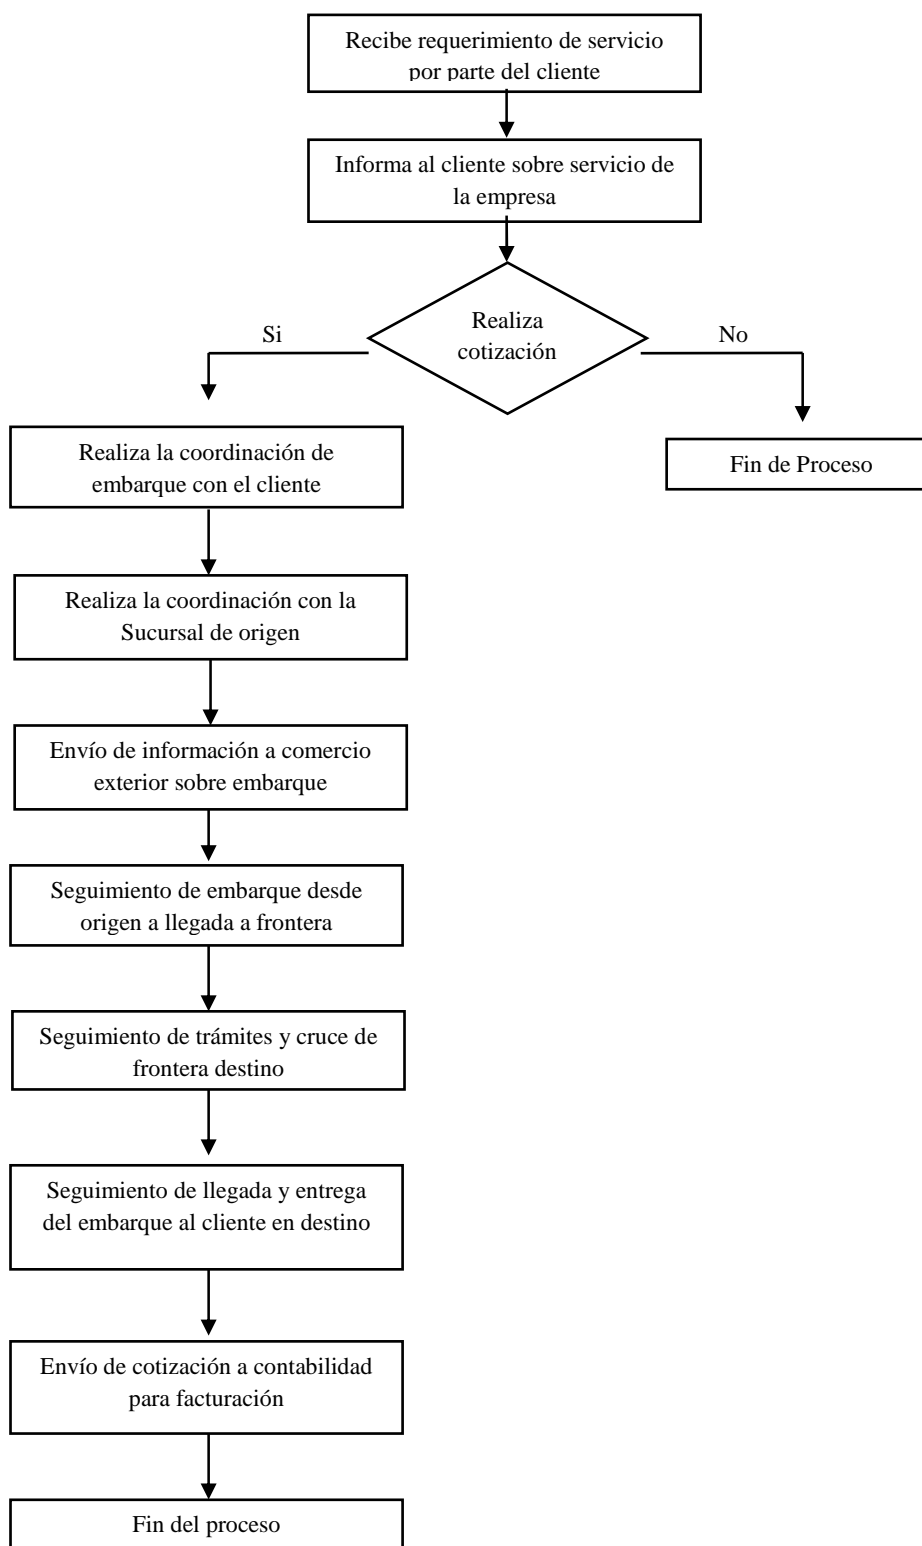 Recibe requerimiento de servicio
por parte del cliente
Informa al cliente sobre servicio de
la empresa
Realiza
cotización
Si
No
Realiza la coordinación de
embarque con el cliente
Fin de Proceso
Realiza la coordinación con la
Sucursal de origen
Envío de información a comercio
exterior sobre embarque
Seguimiento de embarque desde
origen a llegada a frontera
Seguimiento de trámites y cruce de
frontera destino
Seguimiento de llegada y entrega
del embarque al cliente en destino
Envío de cotización a contabilidad
para facturación
Fin del proceso